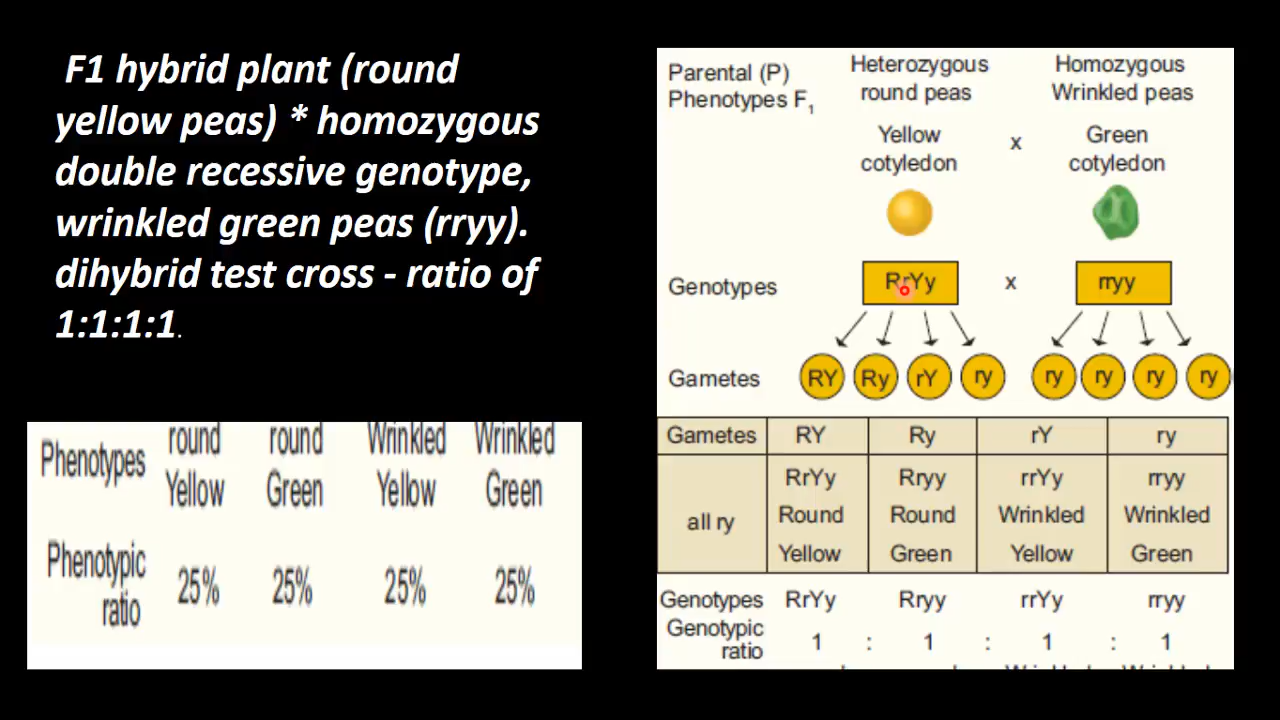 F1 hybrid plant (round
yellow peas) * homozygous
double recessive genotype,
wrinkled green peas (rryy).
dihybrid test cross - ratio of
1:1:1:1.
Phenotypes round Yellow round Green Wrinkled Yellow Wrinkled Green
Phenotypic ratio 25% 25% 25% 25%
Parental (P) Heterozygous Homozygous
Phenotypes F1 round peas Wrinkled peas
Yellow x Green
cotyledon cotyledon
Genotypes RrYy x rryy
Gametes RY Ry rY ry ry ry ry ry
Gametes RY Ry rY ry
RrYy Rryy rrYy rryy
all ry Round Round Wrinkled Wrinkled
Yellow Green Yellow Green
Genotypes RrYy Rryy rrYy rryy
Genotypic ratio 1 : 1 : 1 : 1